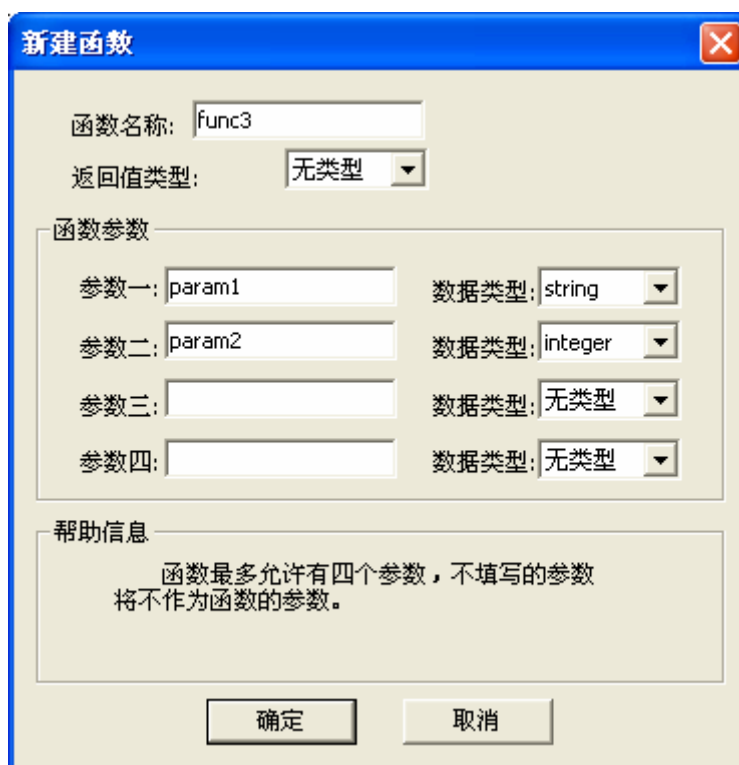 新建函数
函数名称: func3
返回值类型: 无类型
函数参数
参数一: param1 数据类型: string
参数二: param2 数据类型: integer
参数三: 数据类型: 无类型
参数四: 数据类型: 无类型
帮助信息
函数最多允许有四个参数，不填写的参数
将不作为函数的参数。
确定 取消